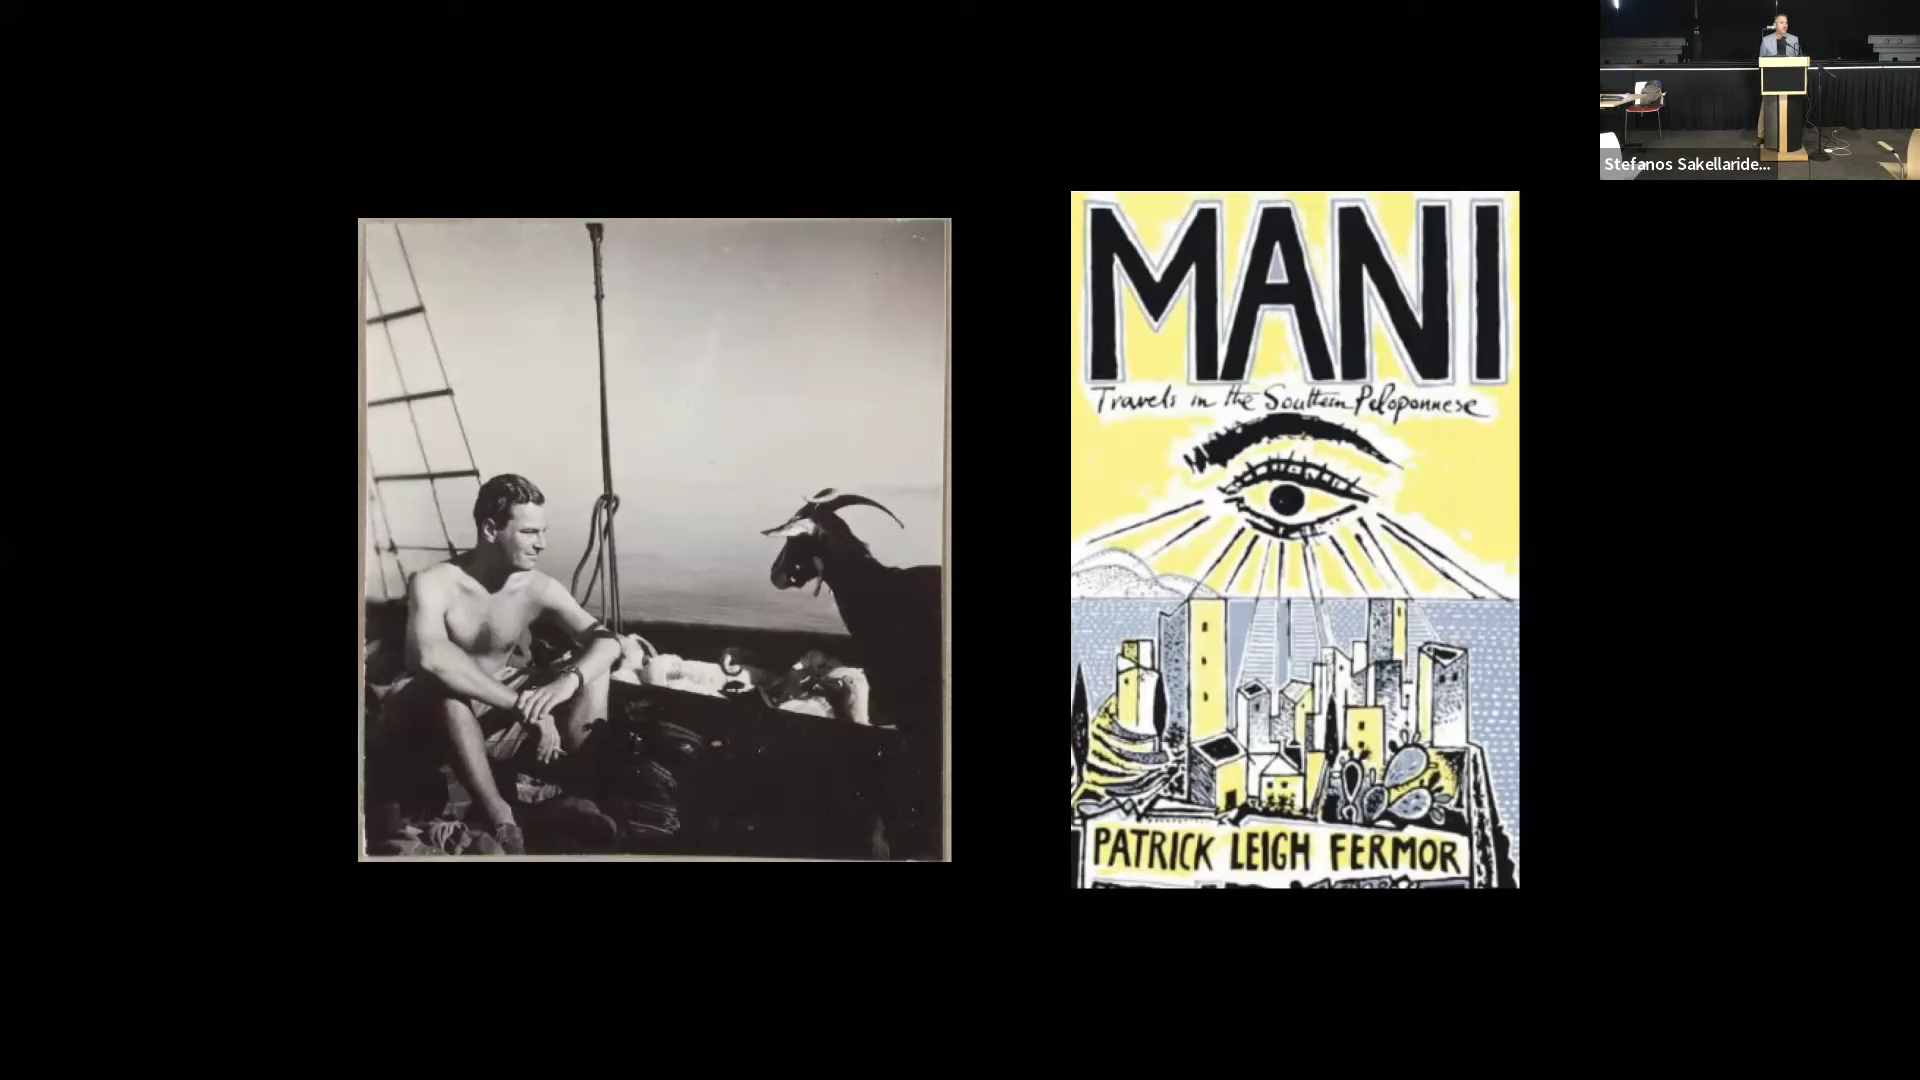 MANI
Travels in the Southern Peloponnese
PATRICK LEIGH FERMOR
Stefanos Sakellaride...